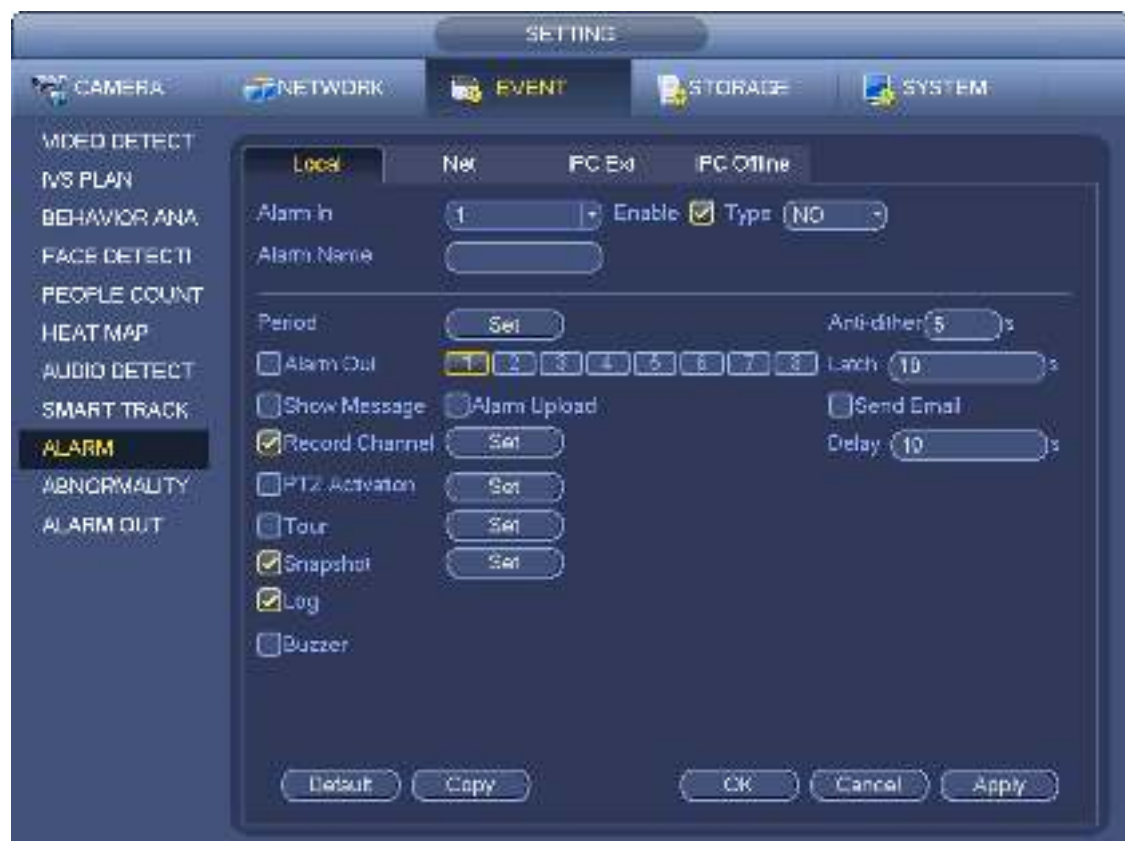 SETTING
CAMERA NETWORK EVENT STORAGE SYSTEM
VIDEO DETECT
IVS PLAN
BEHAVIOR ANA
FACE DETECTI
PEOPLE COUNT
HEAT MAP
AUDIO DETECT
SMART TRACK
ALARM
ABNORMALITY
ALARM OUT
Local Net IPC Ext IPC Offline
Alarm In 1 Enable Type NO
Alarm Name
Period Set Anti-dither 5 s
Alarm Out 1 2 3 4 5 6 7 8 Latch 10 s
Show Message Alarm Upload Send Email
Record Channel Set Delay 10 s
PTZ Activation Set
Tour Set
Snapshot Set
Log
Buzzer
Default Copy OK Cancel Apply